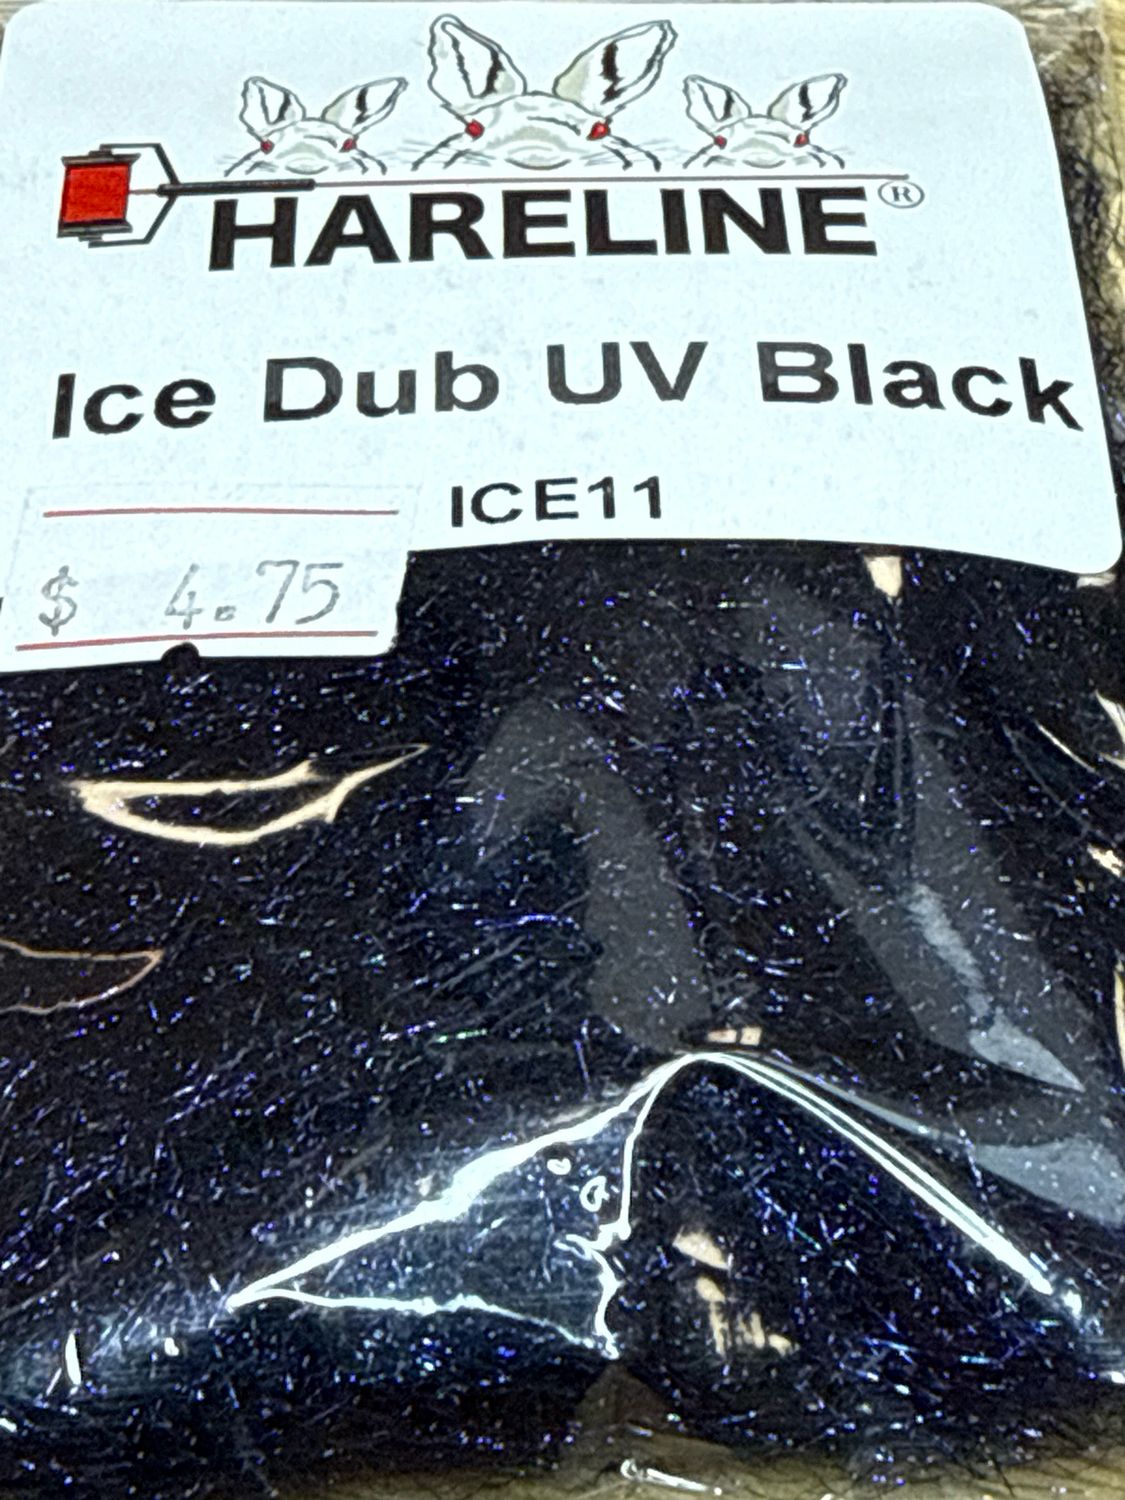 HARELINE®
Ice Dub UV Black
ICE11
$ 4.75